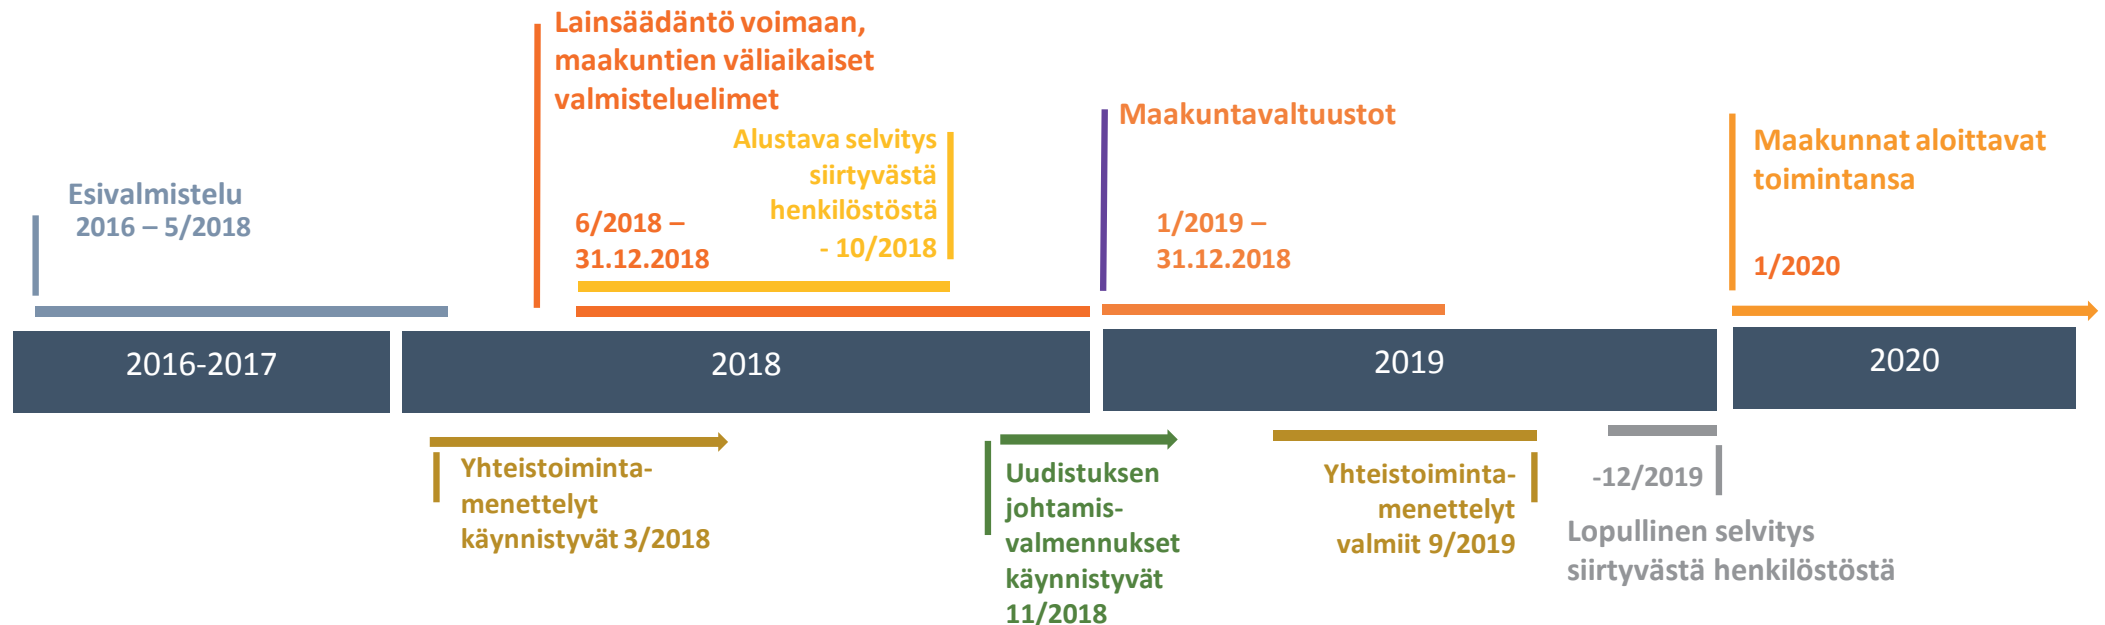 Lainsäädäntö voimaan,
maakuntien väliaikaiset
valmisteluelimet
6/2018 –
31.12.2018
Alustava selvitys
siirtyvästä
henkilöstöstä
- 10/2018
Maakuntavaltuustot
1/2019 –
31.12.2018
Maakunnat aloittavat
toimintansa
1/2020
Esivalmistelu
2016 – 5/2018
2016-2017
2018
2019
2020
Yhteistoiminta-
menettelyt
käynnistyvät 3/2018
Uudistuksen
johtamis-
valmennukset
käynnistyvät
11/2018
Yhteistoiminta-
menettelyt
valmiit 9/2019
-12/2019
Lopullinen selvitys
siirtyvästä henkilöstöstä